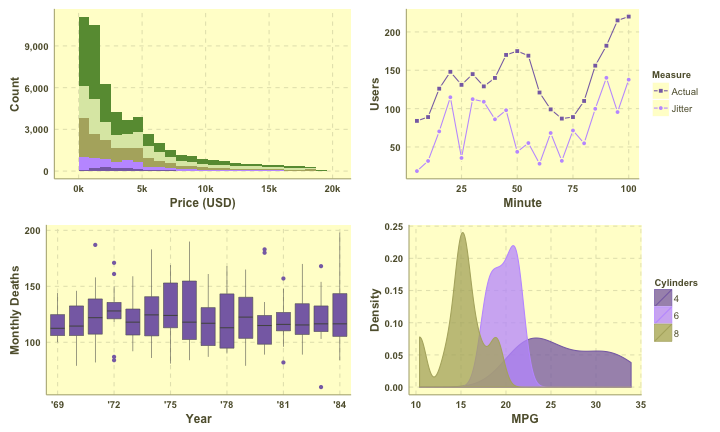 9,000
6,000
3,000
0
Count
0k 5k 10k 15k 20k
Price (USD)
200
150
100
50
Users
25 50 75 100
Minute
Measure
Actual
Jitter
200
150
100
Monthly Deaths
'69 '72 '75 '78 '81 '84
Year
0.25
0.20
0.15
0.10
0.05
0.00
Density
10 15 20 25 30 35
MPG
Cylinders
4
6
8